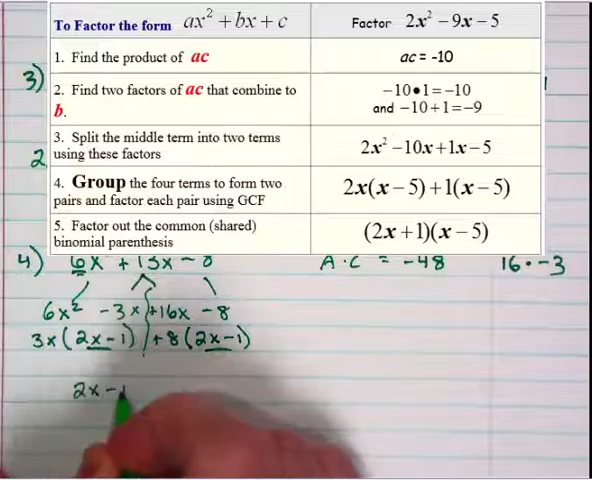 To Factor the form ax² + bx + c Factor 2x² − 9x − 5
1. Find the product of ac ac = -10
2. Find two factors of ac that combine to b. −10•1 = −10 and −10+1=−9
3. Split the middle term into two terms using these factors 2x² −10x+1x−5
4. Group the four terms to form two pairs and factor each pair using GCF 2x(x−5)+1(x−5)
5. Factor out the common (shared) binomial parenthesis (2x+1)(x−5)
3)
2
4) 6x² + 13x − 8 A·C = −48 16 · −3
6x² − 3x + 16x − 8
3x (2x − 1) + 8 (2x − 1)
2x −